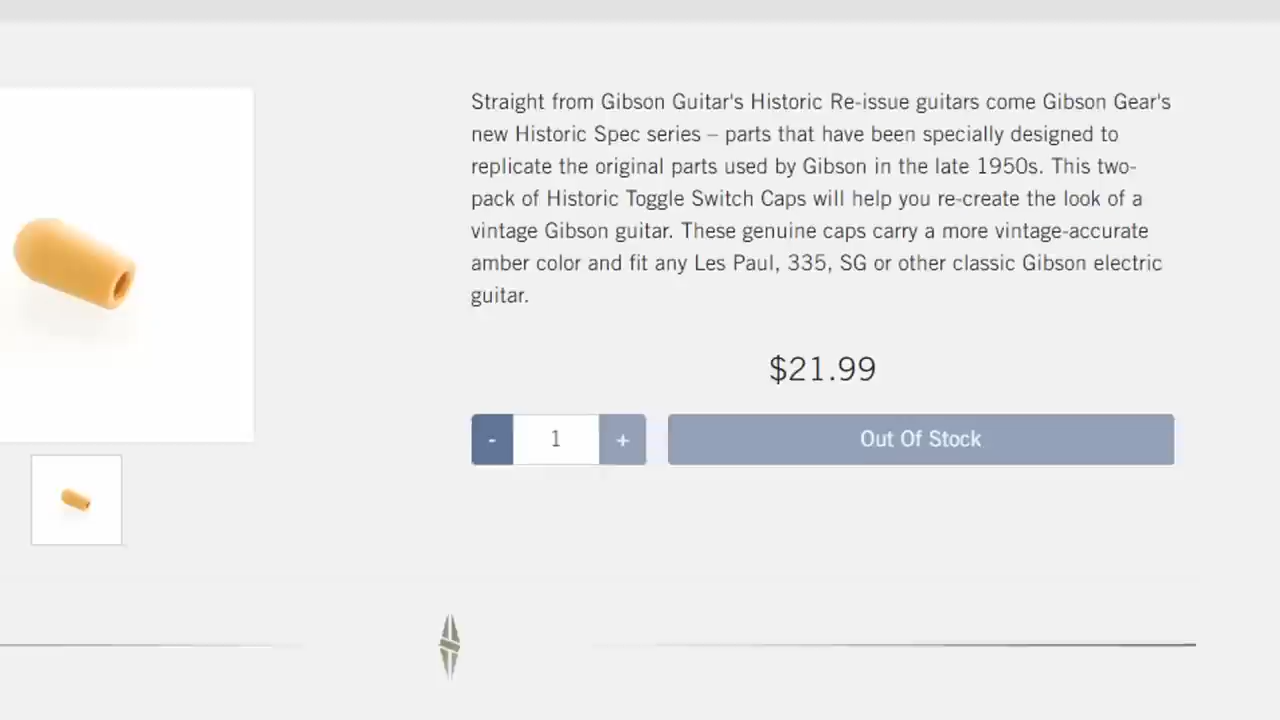 Straight from Gibson Guitar's Historic Re-issue guitars come Gibson Gear's
new Historic Spec series – parts that have been specially designed to
replicate the original parts used by Gibson in the late 1950s. This two-
pack of Historic Toggle Switch Caps will help you re-create the look of a
vintage Gibson guitar. These genuine caps carry a more vintage-accurate
amber color and fit any Les Paul, 335, SG or other classic Gibson electric
guitar.
$21.99
- 1 + Out Of Stock